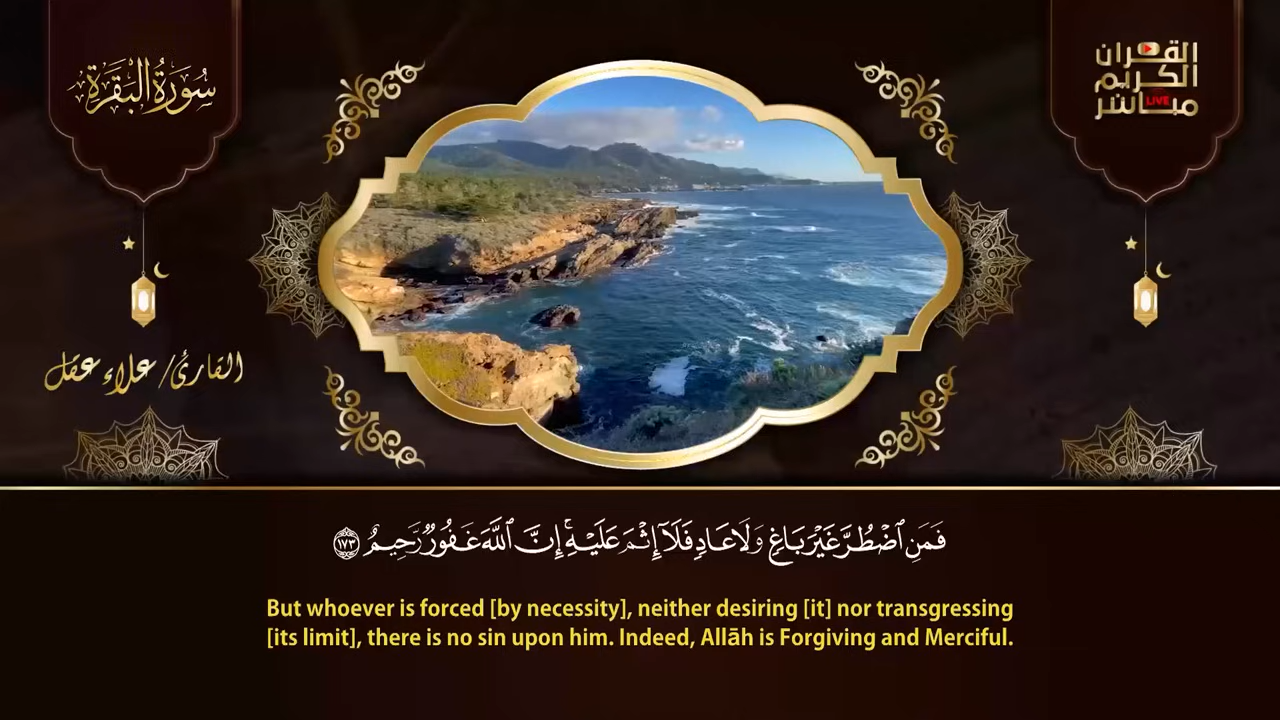 سُورَةُ البَقَرَةِ
القران
الكريم
مباشر
LIVE
القارئ/ علاء عقل
فَمَنِ ٱضْطُرَّ غَيْرَ بَاغٍ وَلَا عَادٍ فَلَآ إِثْمَ عَلَيْهِ ۚ إِنَّ ٱللَّهَ غَفُورٌ رَّحِيمٌ ١٧٣
But whoever is forced [by necessity], neither desiring [it] nor transgressing
[its limit], there is no sin upon him. Indeed, Allāh is Forgiving and Merciful.